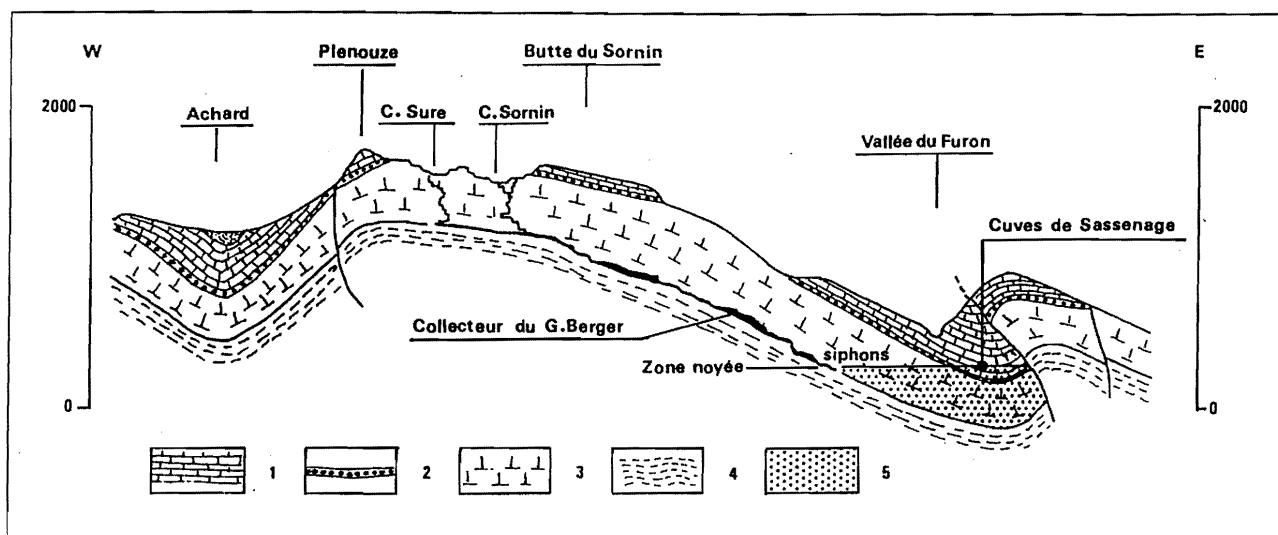 W
Plenouze
Butte du Sornin
E
2000
Achard
C. Sure
C. Sornin
2000
Vallée du Furon
Cuves de Sassenage
Collecteur du G. Berger
siphons
Zone noyée
0
0
1
2
3
4
5